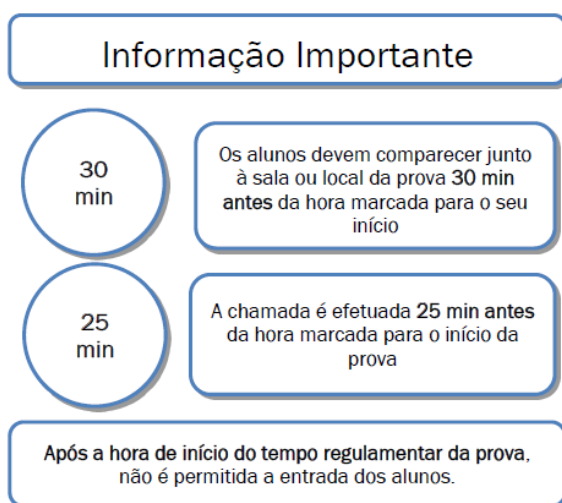 Informação Importante
30
min
Os alunos devem comparecer junto
à sala ou local da prova 30 min
antes da hora marcada para o seu
início
25
min
A chamada é efetuada 25 min antes
da hora marcada para o início da
prova
Após a hora de início do tempo regulamentar da prova,
não é permitida a entrada dos alunos.